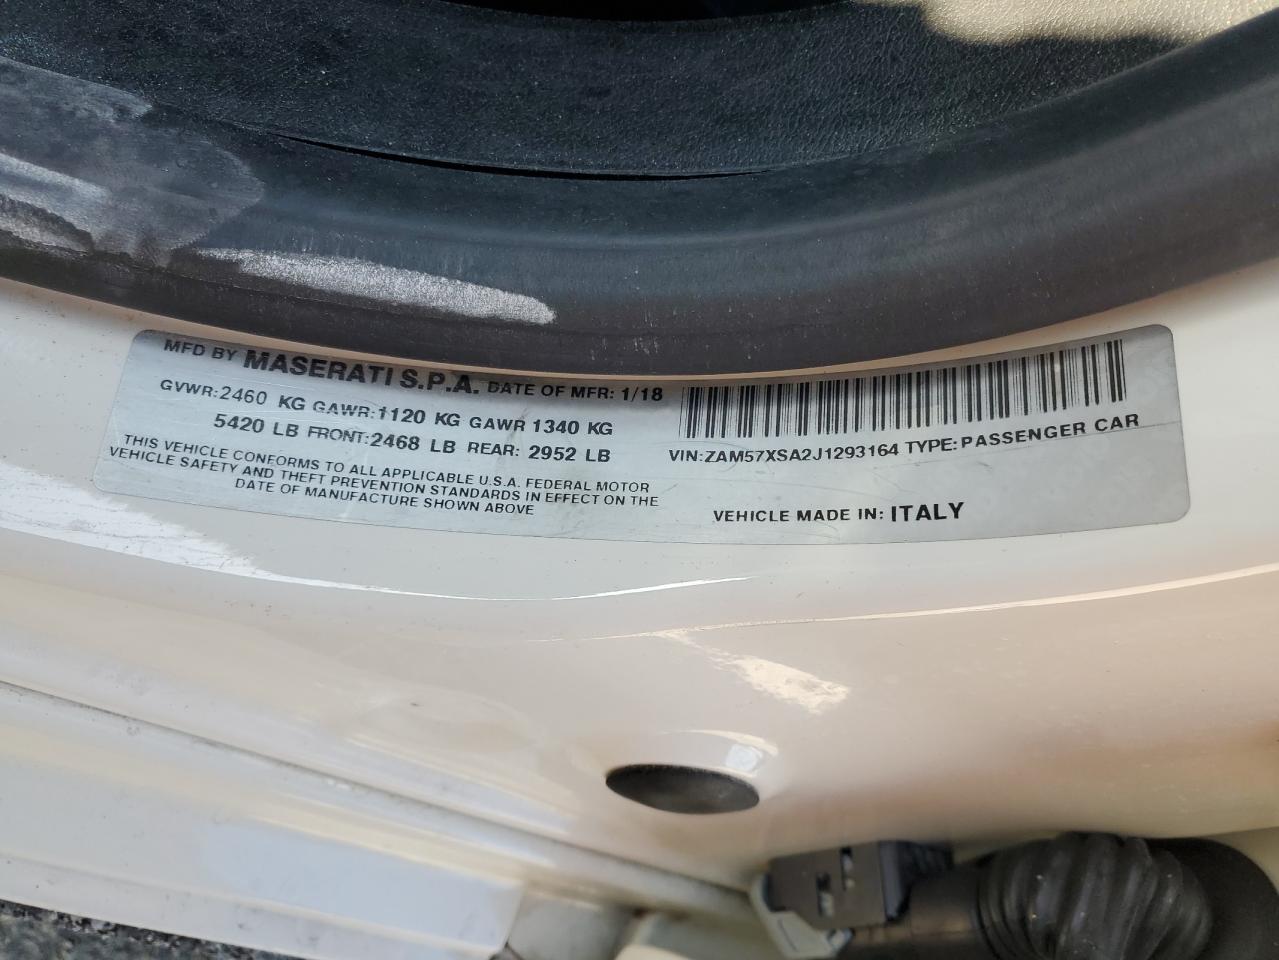 MFD BY MASERATI S.P.A. DATE OF MFR: 1/18
GVWR:2460 KG GAWR:1120 KG GAWR 1340 KG
5420 LB FRONT:2468 LB REAR: 2952 LB
THIS VEHICLE CONFORMS TO ALL APPLICABLE U.S.A. FEDERAL MOTOR
VEHICLE SAFETY AND THEFT PREVENTION STANDARDS IN EFFECT ON THE
DATE OF MANUFACTURE SHOWN ABOVE
VIN:ZAM57XSA2J1293164 TYPE:PASSENGER CAR
VEHICLE MADE IN: ITALY